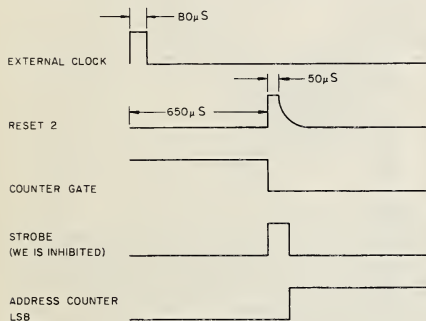 80µS
EXTERNAL CLOCK
50µS
650µS
RESET 2
COUNTER GATE
STROBE
(WE IS INHIBITED)
ADDRESS COUNTER
LSB